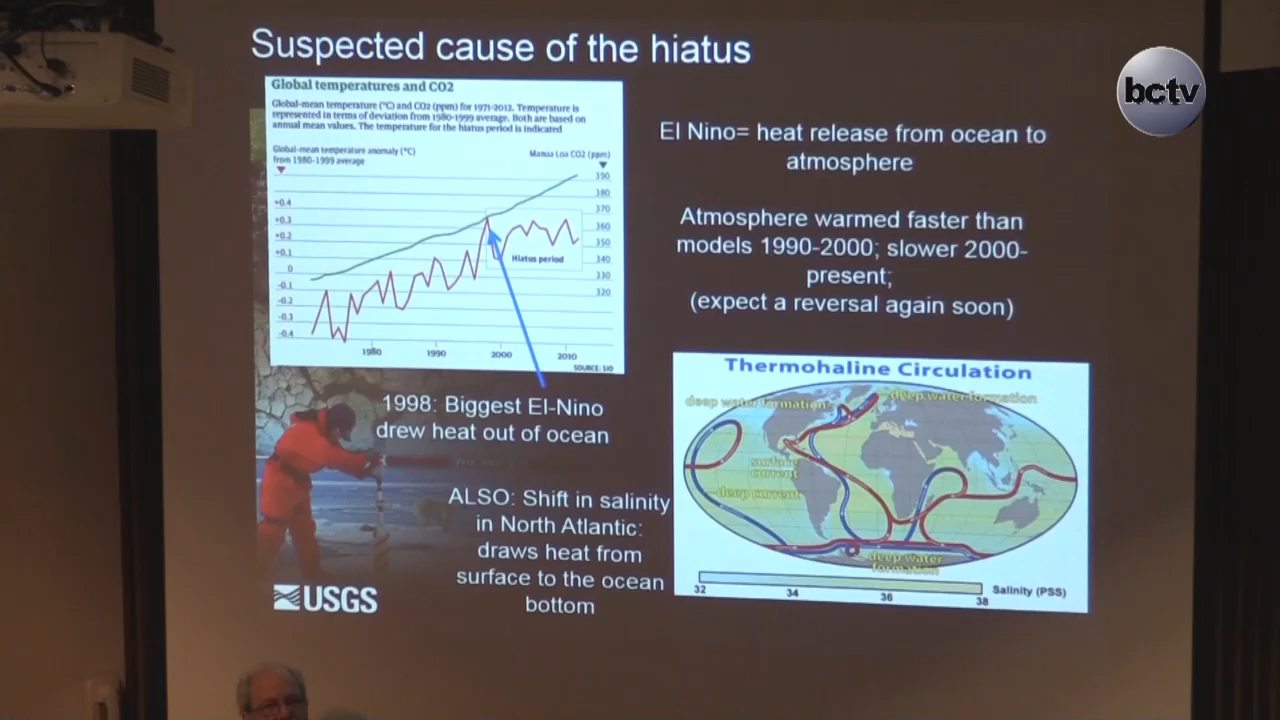 Suspected cause of the hiatus
bctv
Global temperatures and CO2
Global-mean temperature (°C) and CO2 (ppm) for 1971-2012. Temperature is
represented in terms of deviation from 1980-1999 average. Both are based on
annual mean values. The temperature for the hiatus period is indicated
Global-mean temperature anomaly (°C)
from 1980-1999 average
Manua Loa CO2 (ppm)
390
380
370
360
350
340
330
320
+0.4
+0.3
+0.2
+0.1
0
-0.1
-0.2
-0.3
-0.4
Hiatus period
1980
1990
2000
2010
SOURCE: SIO
El Nino= heat release from ocean to
atmosphere
Atmosphere warmed faster than
models 1990-2000; slower 2000-
present;
(expect a reversal again soon)
1998: Biggest El-Nino
drew heat out of ocean
ALSO: Shift in salinity
in North Atlantic:
draws heat from
surface to the ocean
bottom
USGS
Thermohaline Circulation
deep water formation
deep water formation
surface
current
deep current
deep water
formation
32
34
36
38
Salinity (PSS)